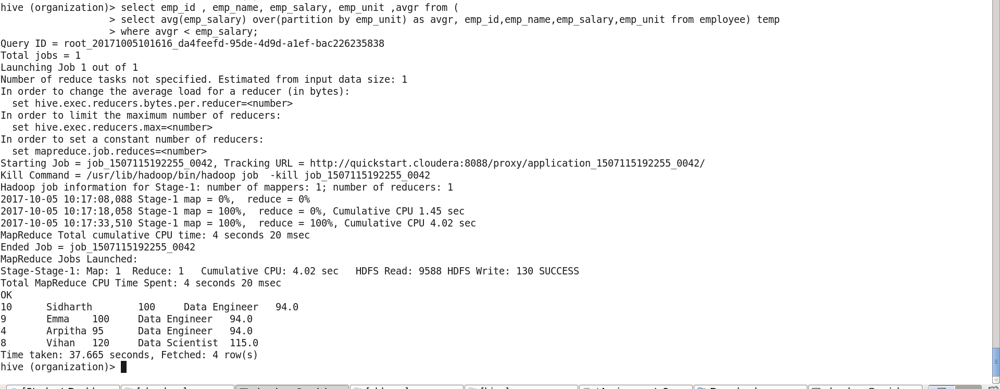 hive (organization)> select emp_id , emp_name, emp_salary, emp_unit ,avgr from (
> select avg(emp_salary) over(partition by emp_unit) as avgr, emp_id,emp_name,emp_salary,emp_unit from employee) temp
> where avgr < emp_salary;
Query ID = root_20171005101616_da4feefd-95de-4d9d-a1ef-bac226235838
Total jobs = 1
Launching Job 1 out of 1
Number of reduce tasks not specified. Estimated from input data size: 1
In order to change the average load for a reducer (in bytes):
set hive.exec.reducers.bytes.per.reducer=<number>
In order to limit the maximum number of reducers:
set hive.exec.reducers.max=<number>
In order to set a constant number of reducers:
set mapreduce.job.reduces=<number>
Starting Job = job_1507115192255_0042, Tracking URL = http://quickstart.cloudera:8088/proxy/application_1507115192255_0042/
Kill Command = /usr/lib/hadoop/bin/hadoop job  -kill job_1507115192255_0042
Hadoop job information for Stage-1: number of mappers: 1; number of reducers: 1
2017-10-05 10:17:08,088 Stage-1 map = 0%,  reduce = 0%
2017-10-05 10:17:18,058 Stage-1 map = 100%,  reduce = 0%, Cumulative CPU 1.45 sec
2017-10-05 10:17:33,510 Stage-1 map = 100%,  reduce = 100%, Cumulative CPU 4.02 sec
MapReduce Total cumulative CPU time: 4 seconds 20 msec
Ended Job = job_1507115192255_0042
MapReduce Jobs Launched:
Stage-Stage-1: Map: 1  Reduce: 1   Cumulative CPU: 4.02 sec   HDFS Read: 9588 HDFS Write: 130 SUCCESS
Total MapReduce CPU Time Spent: 4 seconds 20 msec
OK
10      Sidharth        100     Data Engineer   94.0
9       Emma    100     Data Engineer   94.0
4       Arpitha 95      Data Engineer   94.0
8       Vihan   120     Data Scientist  115.0
Time taken: 37.665 seconds, Fetched: 4 row(s)
hive (organization)>